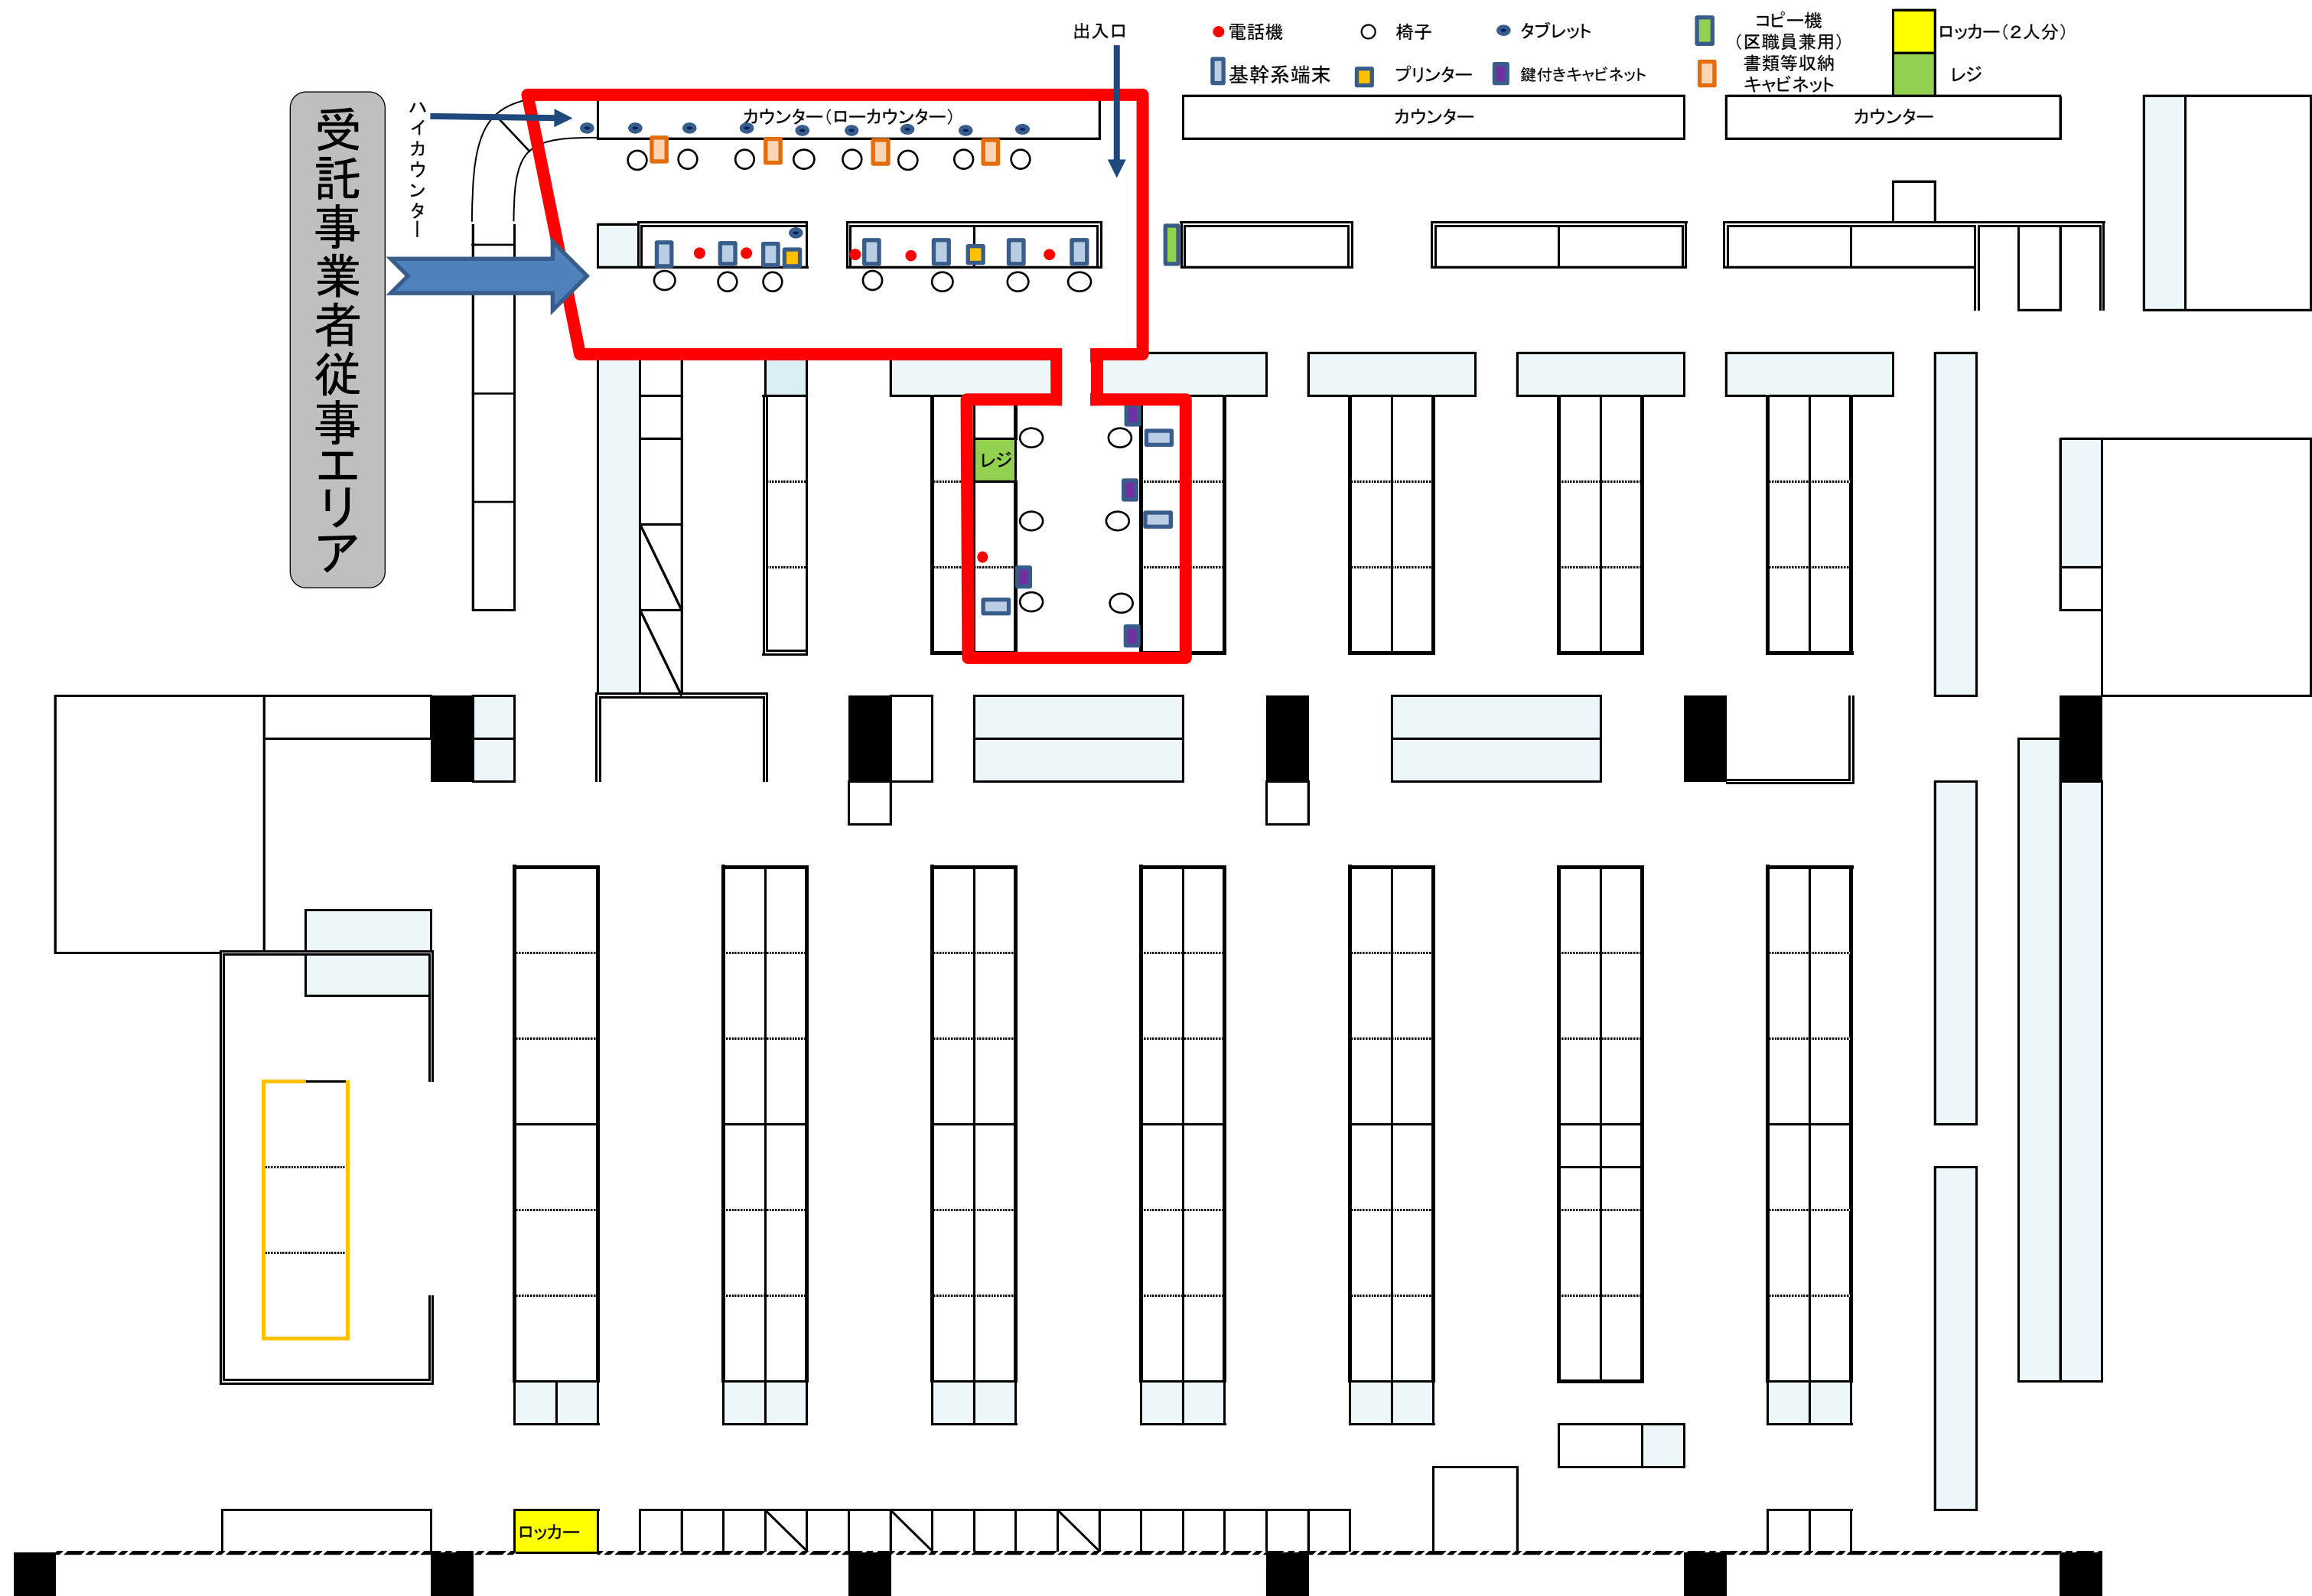 出入口
電話機
椅子
タブレット
コピー機
（区職員兼用）
ロッカー（２人分）
基幹系端末
プリンター
鍵付きキャビネット
書類等収納
キャビネット
レジ
受託事業者従事エリア
ハイカウンター
カウンター（ローカウンター）
カウンター
カウンター
レジ
ロッカー